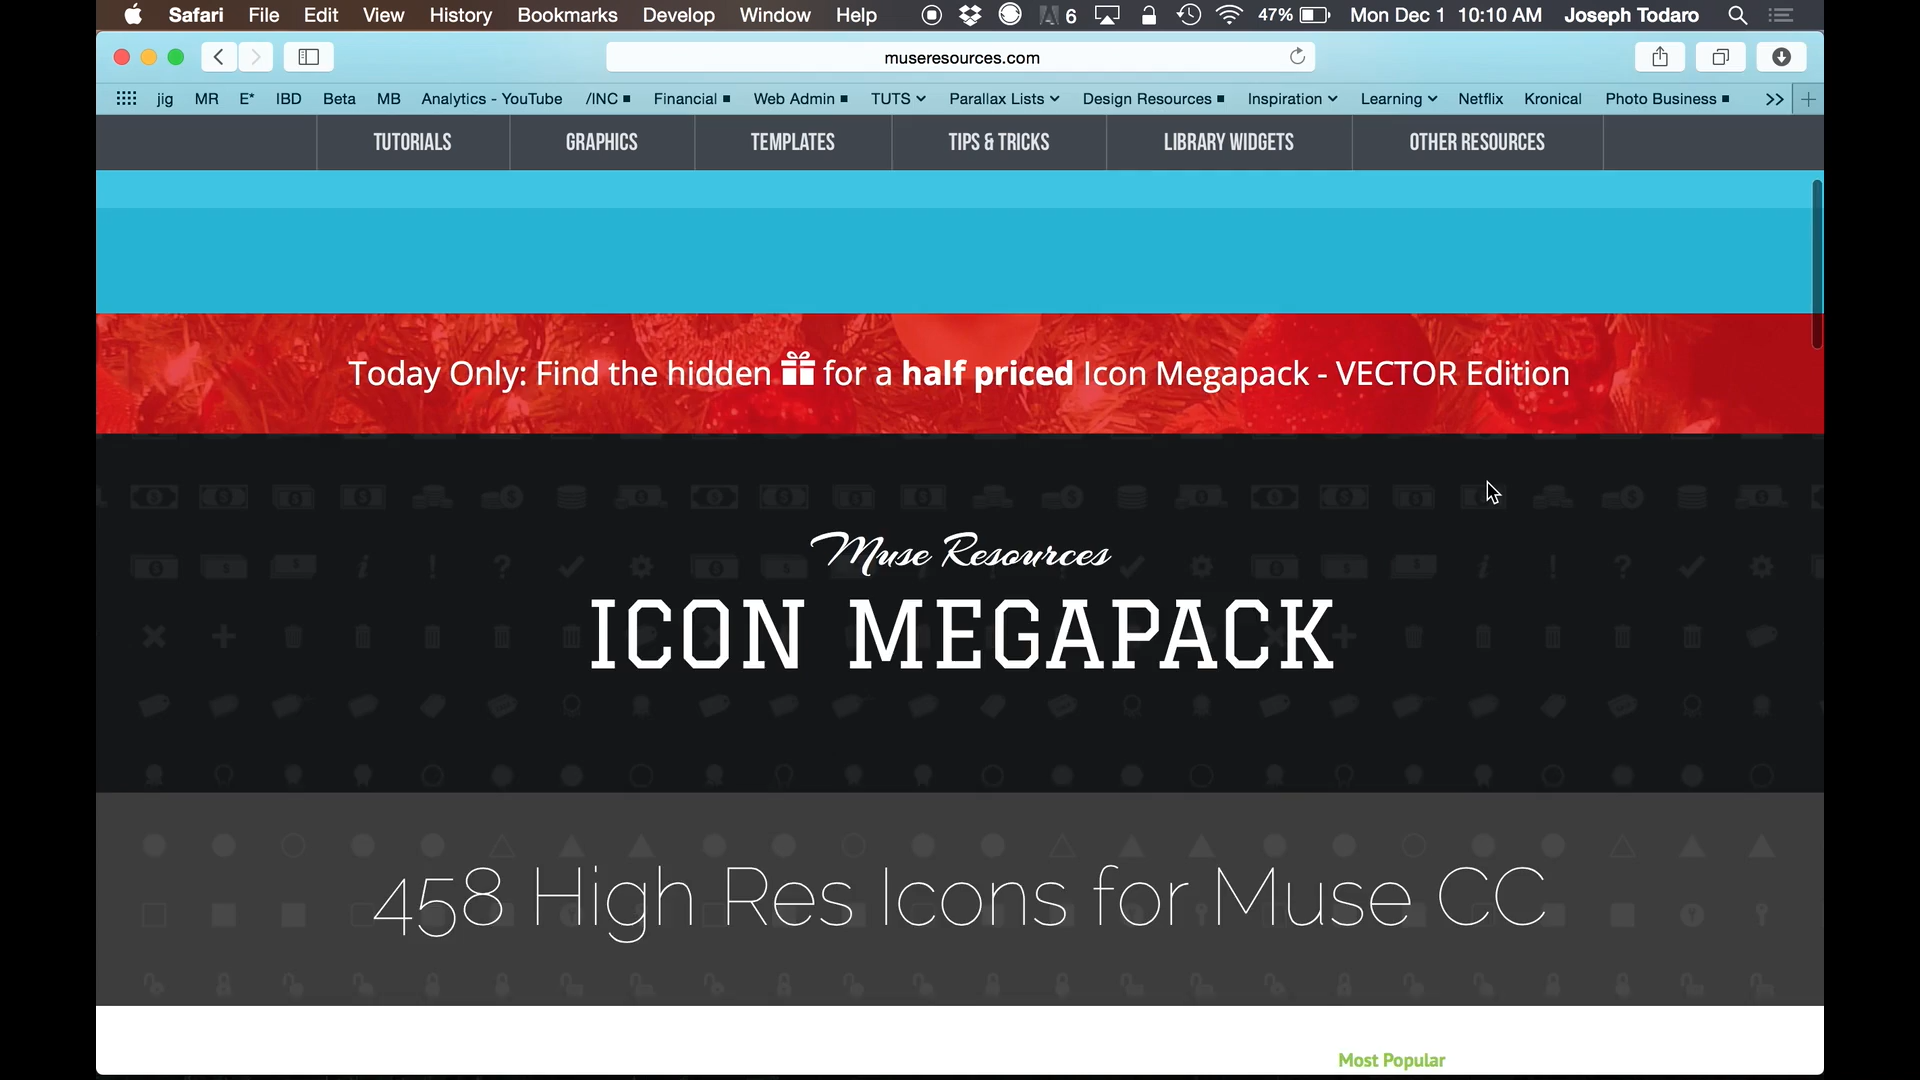 Safari File Edit View History Bookmarks Develop Window Help 6 47% Mon Dec 1 10:10 AM Joseph Todaro
museresources.com
jig MR E* IBD Beta MB Analytics - YouTube /INC Financial Web Admin TUTS Parallax Lists Design Resources Inspiration Learning Netflix Kronical Photo Business
TUTORIALS GRAPHICS TEMPLATES TIPS & TRICKS LIBRARY WIDGETS OTHER RESOURCES
Today Only: Find the hidden for a half priced Icon Megapack - VECTOR Edition
Muse Resources
ICON MEGAPACK
458 High Res Icons for Muse CC
Most Popular